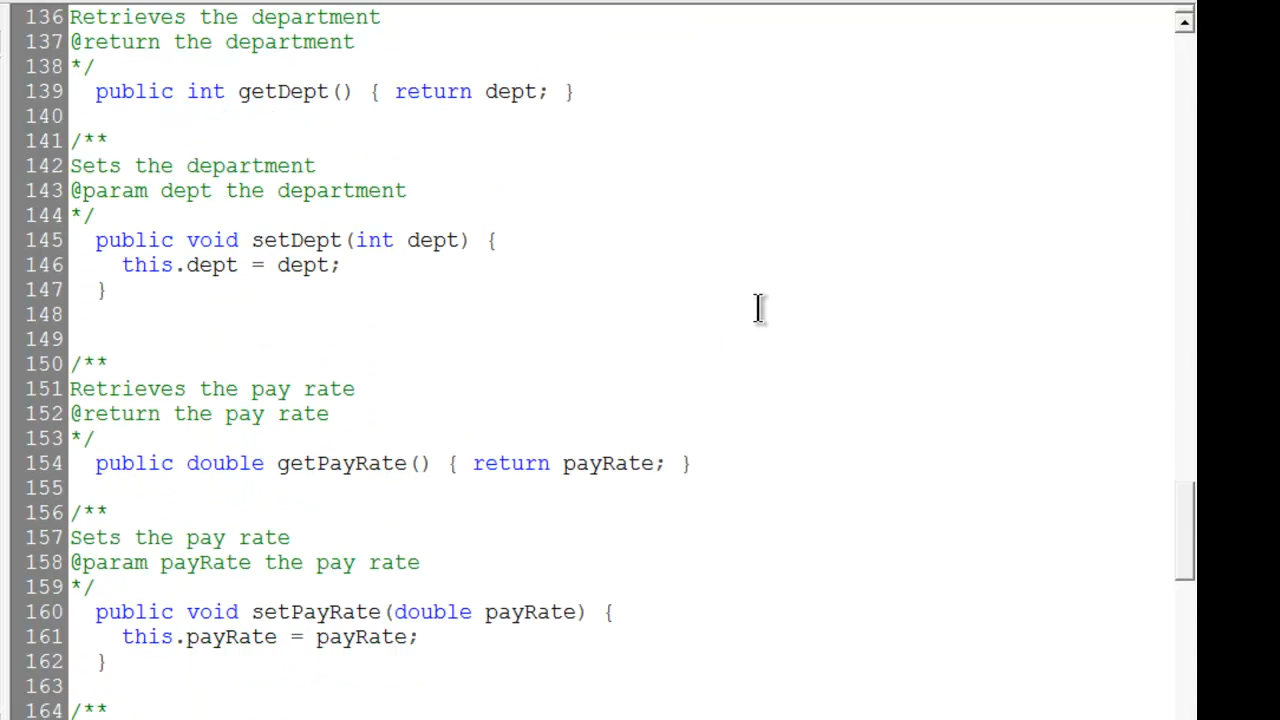 136 Retrieves the department
137 @return the department
138 */
139 public int getDept() { return dept; }
140
141 /**
142 Sets the department
143 @param dept the department
144 */
145 public void setDept(int dept) {
146 this.dept = dept;
147 }
148
149
150 /**
151 Retrieves the pay rate
152 @return the pay rate
153 */
154 public double getPayRate() { return payRate; }
155
156 /**
157 Sets the pay rate
158 @param payRate the pay rate
159 */
160 public void setPayRate(double payRate) {
161 this.payRate = payRate;
162 }
163
164 /**